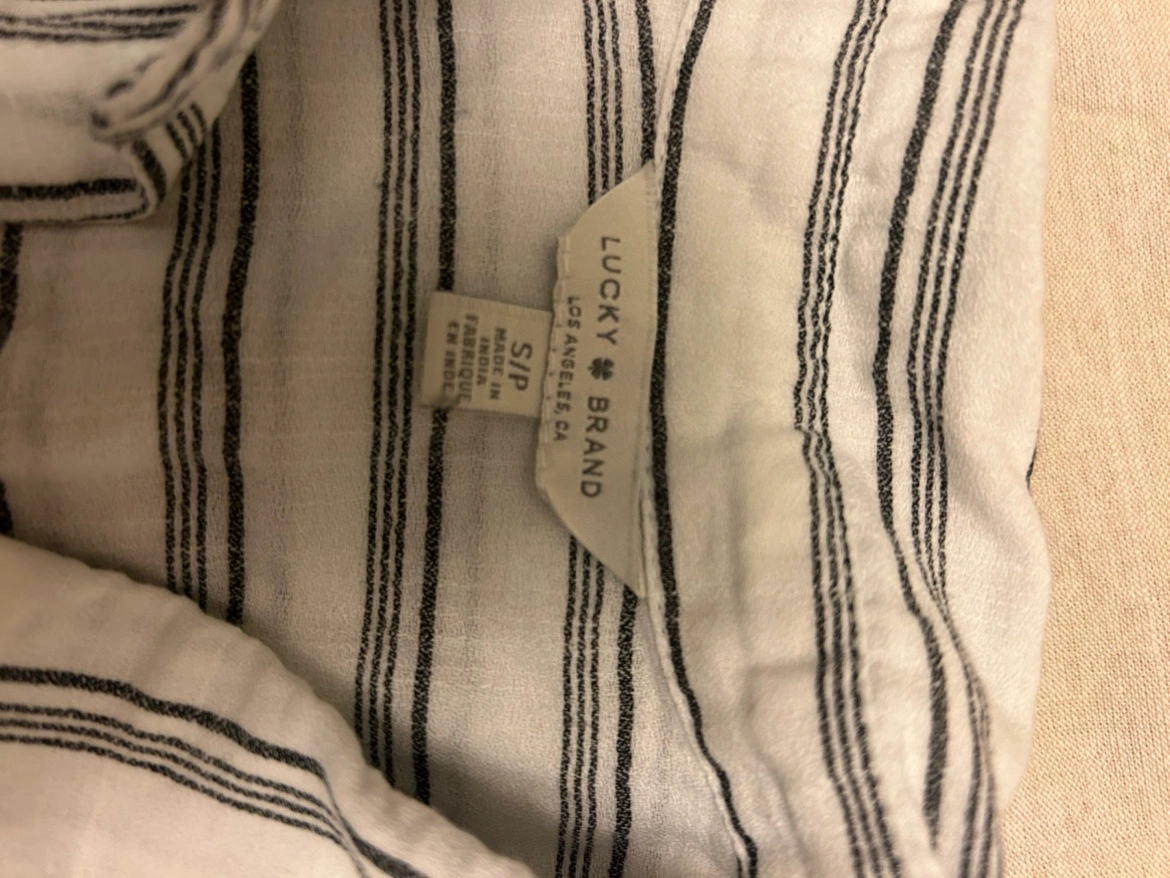 LUCKY BRAND
LOS ANGELES, CA
S/P
MADE IN
INDIA
FABRIQUE
EN INDE